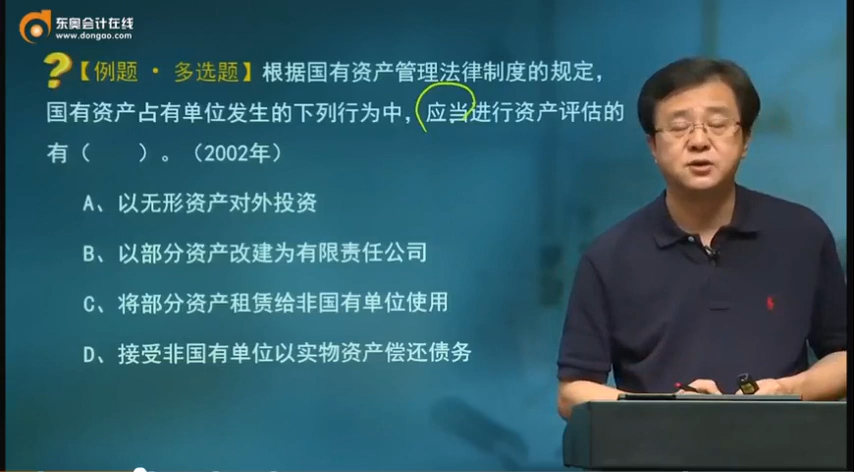 东奥会计在线
www.dongao.com
?【例题·多选题】根据国有资产管理法律制度的规定，
国有资产占有单位发生的下列行为中，应当进行资产评估的
有（　　）。（2002年）
A、以无形资产对外投资
B、以部分资产改建为有限责任公司
C、将部分资产租赁给非国有单位使用
D、接受非国有单位以实物资产偿还债务